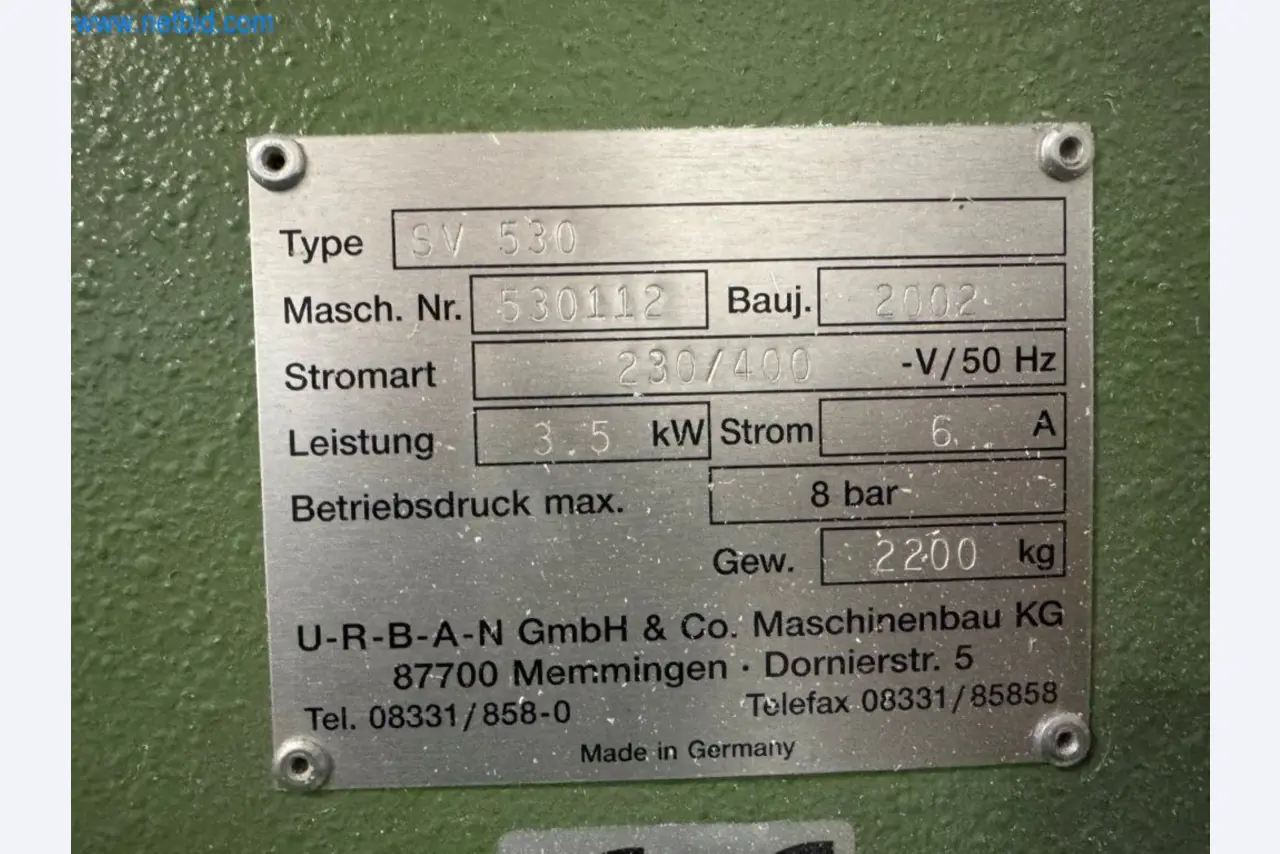 www.netbid.com
Type SV 530
Masch. Nr. 530112 Bauj. 2002
Stromart 230/400 -V/50 Hz
Leistung 3.5 kW Strom 6 A
Betriebsdruck max. 8 bar
Gew. 2200 kg
U-R-B-A-N GmbH & Co. Maschinenbau KG
87700 Memmingen · Dornierstr. 5
Tel. 08331/858-0 Telefax 08331/85858
Made in Germany